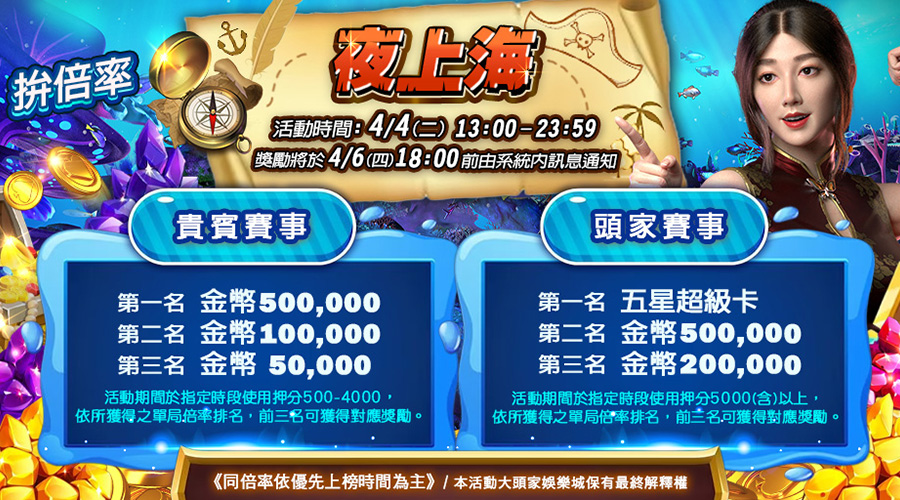 拚倍率
夜上海
活動時間：4/4(二) 13:00-23:59
獎勵將於 4/6(四)18:00前由系統內訊息通知
貴賓賽事
第一名 金幣500,000
第二名 金幣100,000
第三名 金幣 50,000
活動期間於指定時段使用押分500-4000，
依所獲得之單局倍率排名，前三名可獲得對應獎勵。
頭家賽事
第一名 五星超級卡
第二名 金幣500,000
第三名 金幣200,000
活動期間於指定時段使用押分5000(含)以上，
依所獲得之單局倍率排名，前三名可獲得對應獎勵。
《同倍率依優先上榜時間為主》/ 本活動大頭家娛樂城保有最終解釋權